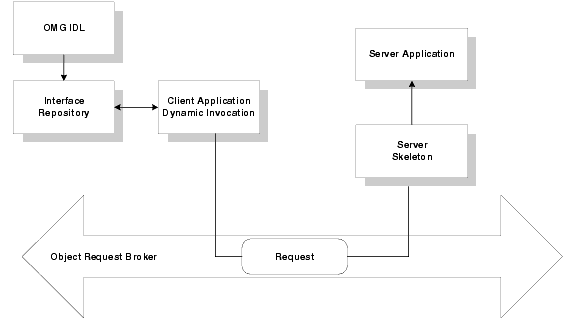 OMG IDL
Server Application
Interface
Repository
Client Application
Dynamic Invocation
Server
Skeleton
Object Request Broker
Request